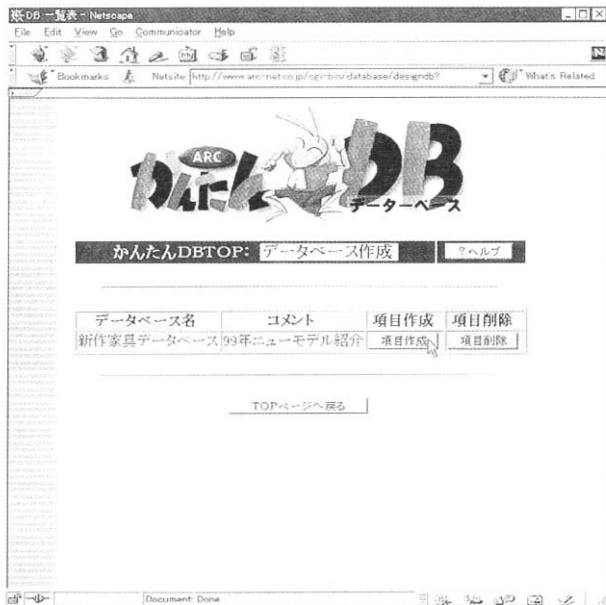 DB 一覧表 - Netscape
File Edit View Go Communicator Help
Bookmarks Netsite http://www.arc-net.co.jp/cgi-bin/database/designdb? What's Related
ARC
かんたんDB
データーベース
かんたんDBTOP: データベース作成 ?ヘルプ
データベース名 コメント 項目作成 項目削除
新作家具データベース 99年ニューモデル紹介 項目作成 項目削除
TOPページへ戻る
Document: Done